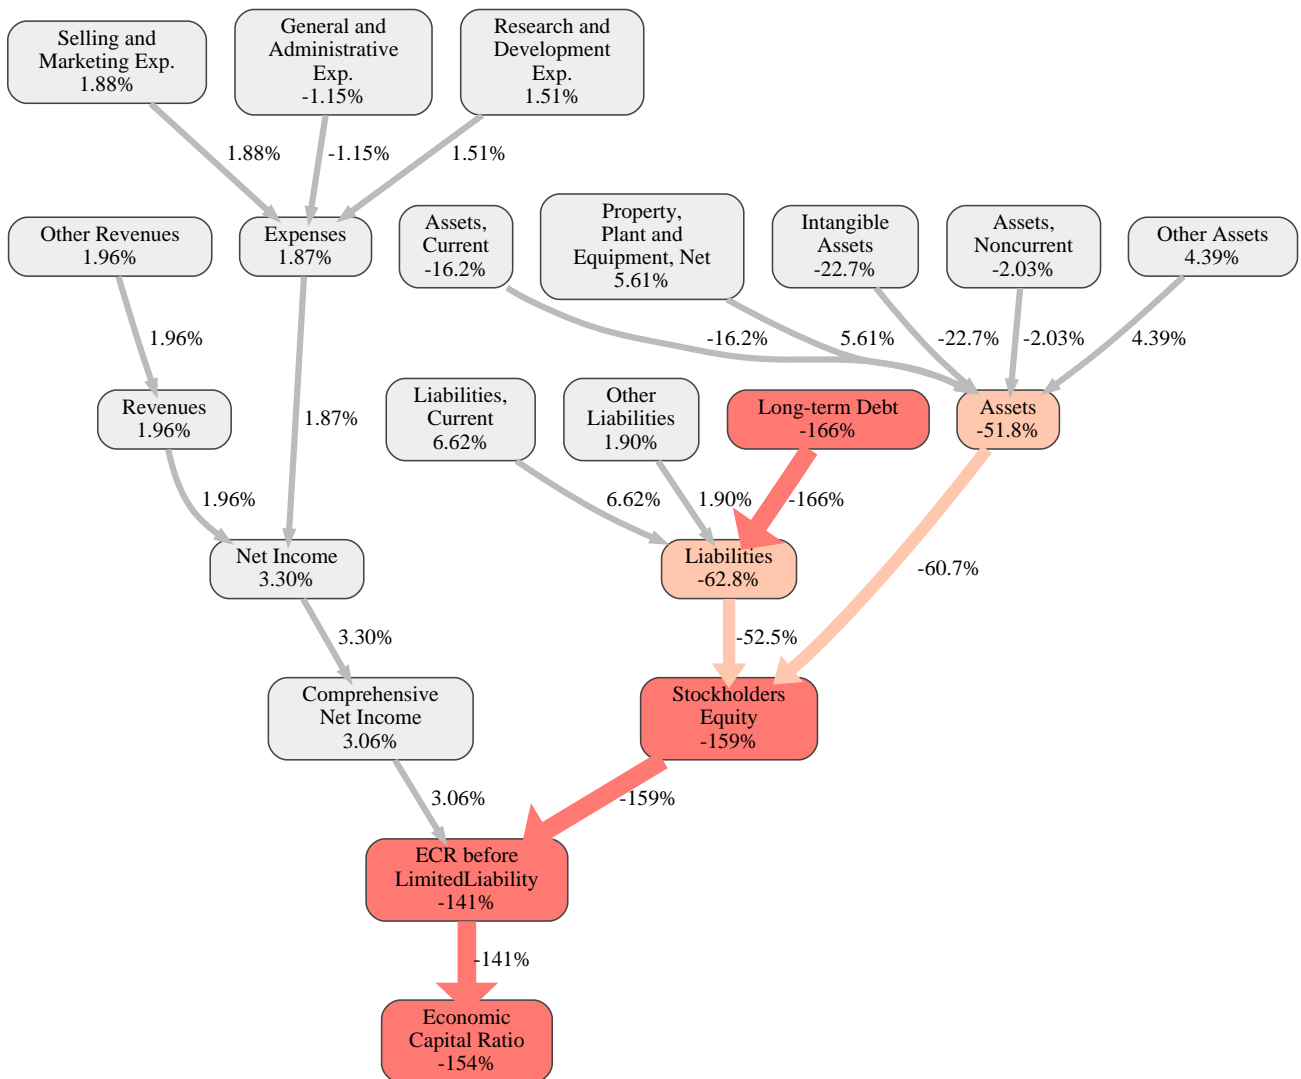 Selling and
Marketing Exp.
1.88%
General and
Administrative
Exp.
-1.15%
Research and
Development
Exp.
1.51%
1.88%
-1.15%
1.51%
Other Revenues
1.96%
Expenses
1.87%
Assets,
Current
-16.2%
Property,
Plant and
Equipment, Net
5.61%
Intangible
Assets
-22.7%
Assets,
Noncurrent
-2.03%
Other Assets
4.39%
1.96%
-16.2%
5.61%
-22.7%
-2.03%
4.39%
Revenues
1.96%
1.87%
Liabilities,
Current
6.62%
Other
Liabilities
1.90%
Long-term Debt
-166%
Assets
-51.8%
1.96%
6.62%
1.90%
-166%
Net Income
3.30%
Liabilities
-62.8%
-60.7%
3.30%
-52.5%
Comprehensive
Net Income
3.06%
Stockholders
Equity
-159%
3.06%
-159%
ECR before
LimitedLiability
-141%
-141%
Economic
Capital Ratio
-154%